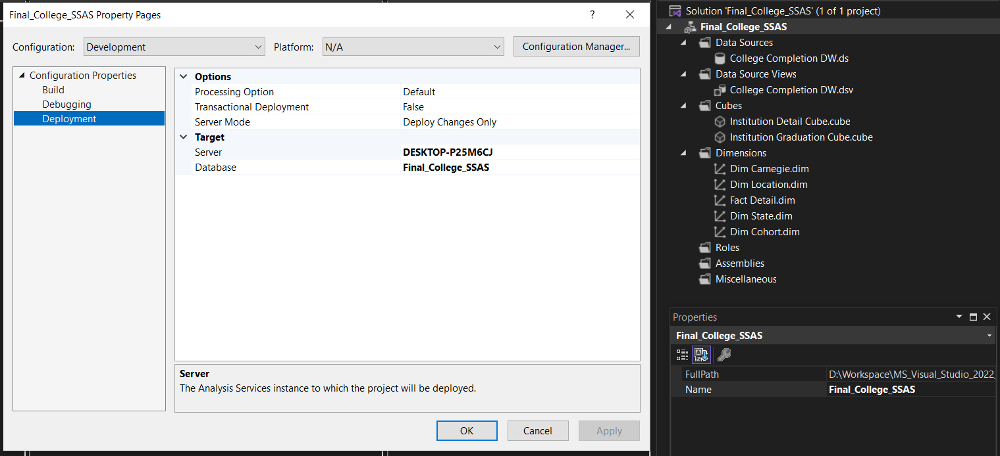 Final_College_SSAS Property Pages
?
Configuration:
Development
Platform:
N/A
Configuration Manager...
Configuration Properties
Build
Debugging
Deployment
Options
Processing Option Default
Transactional Deployment False
Server Mode Deploy Changes Only
Target
Server DESKTOP-P25M6CJ
Database Final_College_SSAS
Server
The Analysis Services instance to which the project will be deployed.
OK
Cancel
Apply
Solution 'Final_College_SSAS' (1 of 1 project)
Final_College_SSAS
Data Sources
College Completion DW.ds
Data Source Views
College Completion DW.dsv
Cubes
Institution Detail Cube.cube
Institution Graduation Cube.cube
Dimensions
Dim Carnegie.dim
Dim Location.dim
Fact Detail.dim
Dim State.dim
Dim Cohort.dim
Roles
Assemblies
Miscellaneous
Properties
Final_College_SSAS
FullPath D:\Workspace\MS_Visual_Studio_2022_
Name Final_College_SSAS